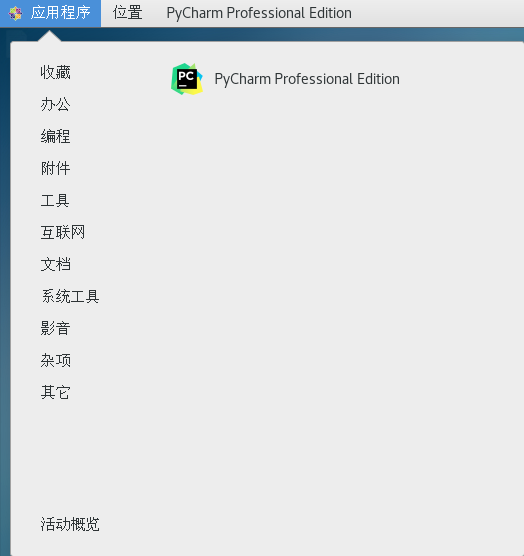 应用程序 位置 PyCharm Professional Edition
收藏
PC PyCharm Professional Edition
办公
编程
附件
工具
互联网
文档
系统工具
影音
杂项
其它
活动概览